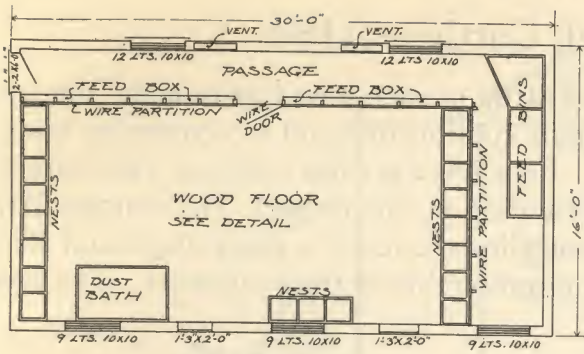 30'-0"
VENT. VENT.
12 LTS. 10X10 12 LTS. 10X10
PASSAGE
FEED BOX FEED BOX
WIRE PARTITION
WIRE
DOOR
FEED BINS
16'-0"
NESTS
WOOD FLOOR
SEE DETAIL
NESTS
WIRE PARTITION
DUST
BATH
NESTS
9 LTS. 10X10 1'-3"X2'-0" 9 LTS. 10X10 1'-3"X2'-0" 9 LTS. 10X10